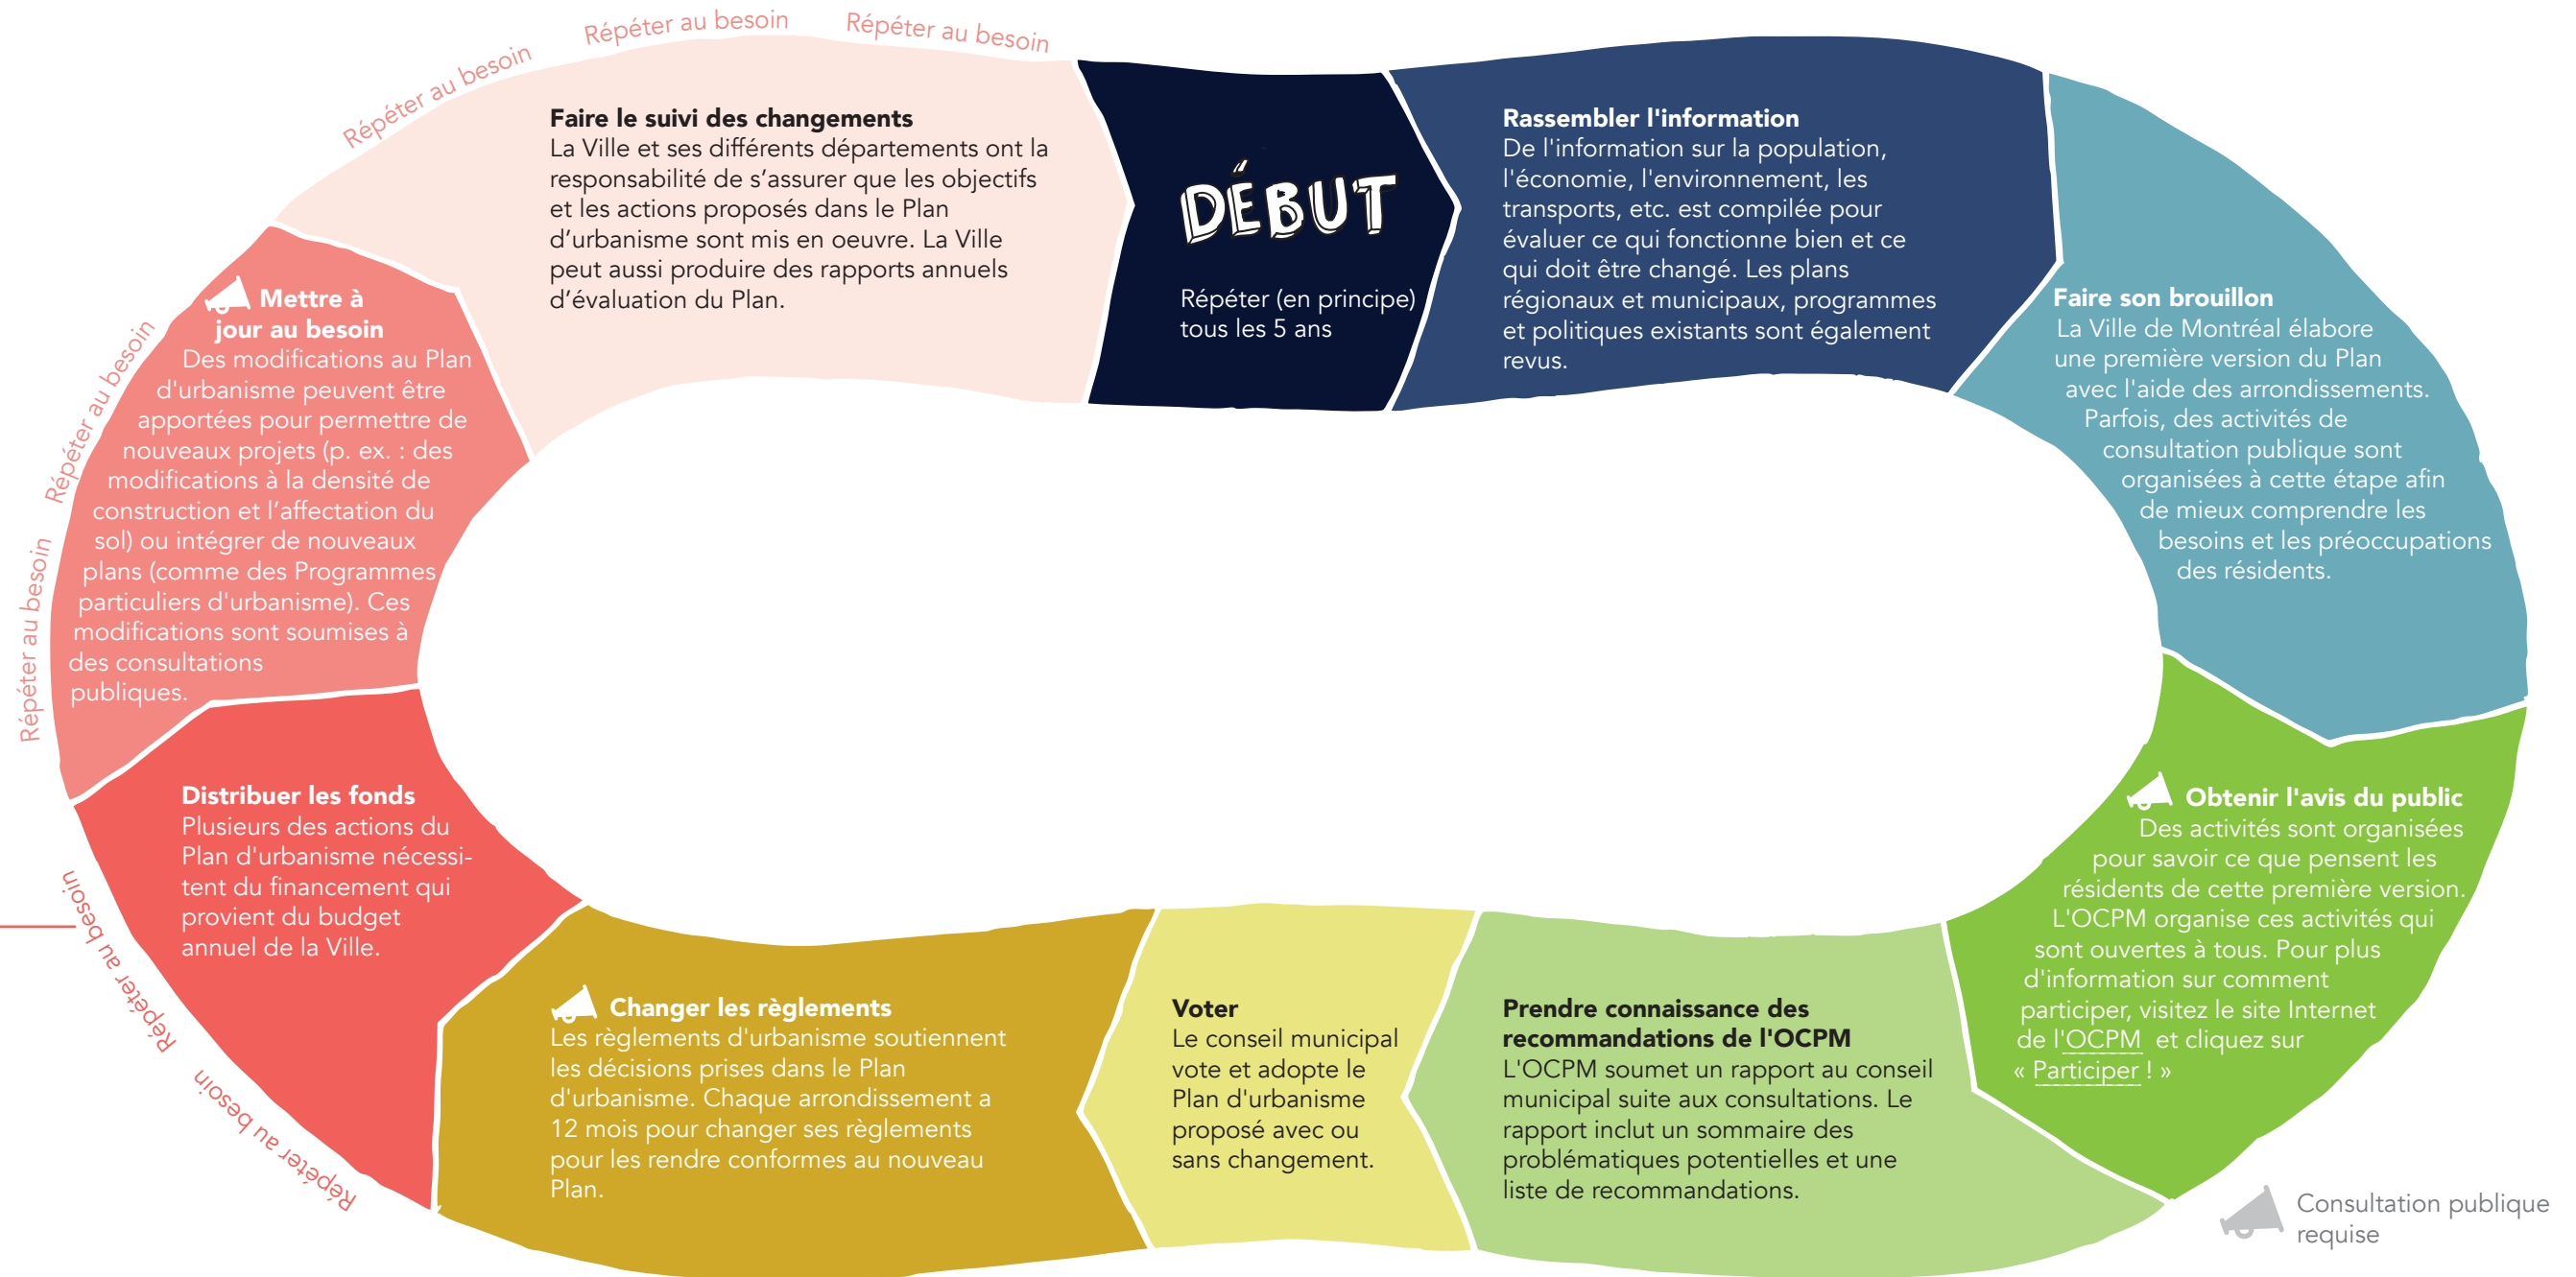 DÉBUT
Répéter (en principe)
tous les 5 ans
Rassembler l'information
De l'information sur la population,
l'économie, l'environnement, les
transports, etc. est compilée pour
évaluer ce qui fonctionne bien et ce
qui doit être changé. Les plans
régionaux et municipaux, programmes
et politiques existants sont également
revus.
Faire son brouillon
La Ville de Montréal élabore
une première version du Plan
avec l'aide des arrondissements.
Parfois, des activités de
consultation publique sont
organisées à cette étape afin
de mieux comprendre les
besoins et les préoccupations
des résidents.
Obtenir l'avis du public
Des activités sont organisées
pour savoir ce que pensent les
résidents de cette première version.
L'OCPM organise ces activités qui
sont ouvertes à tous. Pour plus
d'information sur comment
participer, visitez le site Internet
de l'OCPM et cliquez sur
« Participer ! »
Prendre connaissance des
recommandations de l'OCPM
L'OCPM soumet un rapport au conseil
municipal suite aux consultations. Le
rapport inclut un sommaire des
problématiques potentielles et une
liste de recommandations.
Voter
Le conseil municipal
vote et adopte le
Plan d'urbanisme
proposé avec ou
sans changement.
Changer les règlements
Les règlements d'urbanisme soutiennent
les décisions prises dans le Plan
d'urbanisme. Chaque arrondissement a
12 mois pour changer ses règlements
pour les rendre conformes au nouveau
Plan.
Distribuer les fonds
Plusieurs des actions du
Plan d'urbanisme nécessi-
tent du financement qui
provient du budget
annuel de la Ville.
Mettre à
jour au besoin
Des modifications au Plan
d'urbanisme peuvent être
apportées pour permettre de
nouveaux projets (p. ex. : des
modifications à la densité de
construction et l’affectation du
sol) ou intégrer de nouveaux
plans (comme des Programmes
particuliers d'urbanisme). Ces
modifications sont soumises à
des consultations
publiques.
Faire le suivi des changements
La Ville et ses différents départements ont la
responsabilité de s’assurer que les objectifs
et les actions proposés dans le Plan
d’urbanisme sont mis en oeuvre. La Ville
peut aussi produire des rapports annuels
d’évaluation du Plan.
Répéter au besoin
Répéter au besoin
Répéter au besoin
Répéter au besoin
Répéter au besoin
Répéter au besoin
Répéter au besoin
Consultation publique
requise